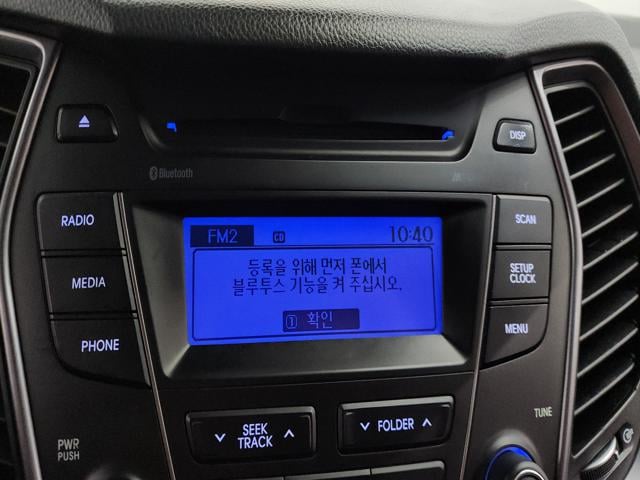 DISP
Bluetooth
RADIO
SCAN
FM2
CD
10:40
등록을 위해 먼저 폰에서
블루투스 기능을 켜 주십시오.
1 확인
MEDIA
SETUP
CLOCK
PHONE
MENU
SEEK
TRACK
FOLDER
TUNE
PWR
PUSH